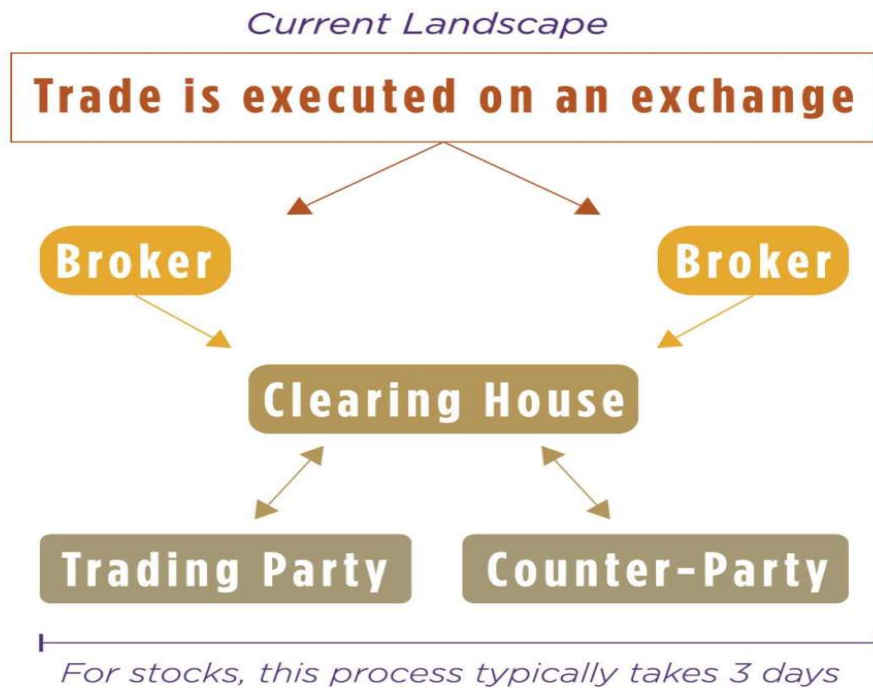 Current Landscape
Trade is executed on an exchange
Broker
Broker
Clearing House
Trading Party
Counter-Party
For stocks, this process typically takes 3 days